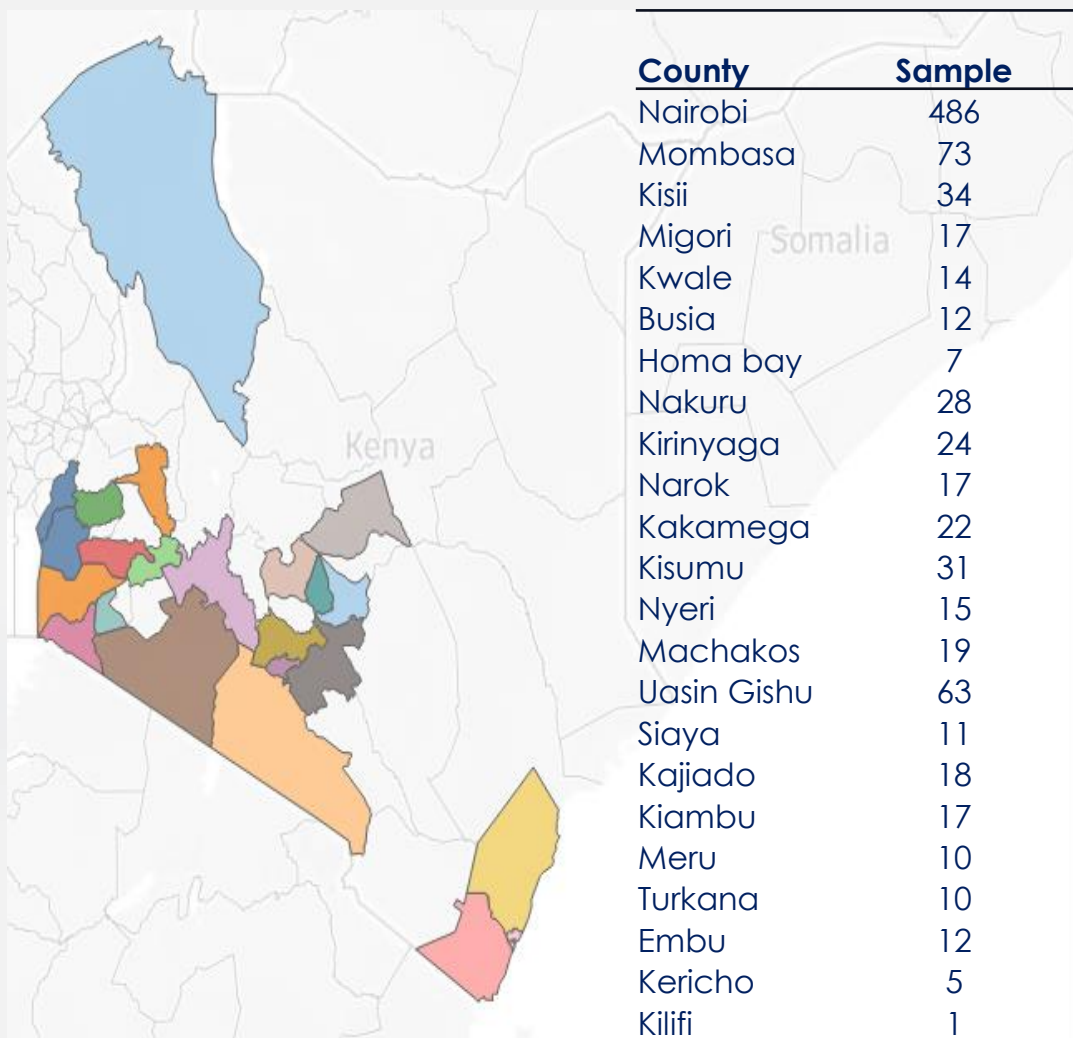 County Sample
Nairobi 486
Mombasa 73
Kisii 34
Migori 17
Kwale 14
Busia 12
Homa bay 7
Nakuru 28
Kirinyaga 24
Narok 17
Kakamega 22
Kisumu 31
Nyeri 15
Machakos 19
Uasin Gishu 63
Siaya 11
Kajiado 18
Kiambu 17
Meru 10
Turkana 10
Embu 12
Kericho 5
Kilifi 1
Kenya
Somalia